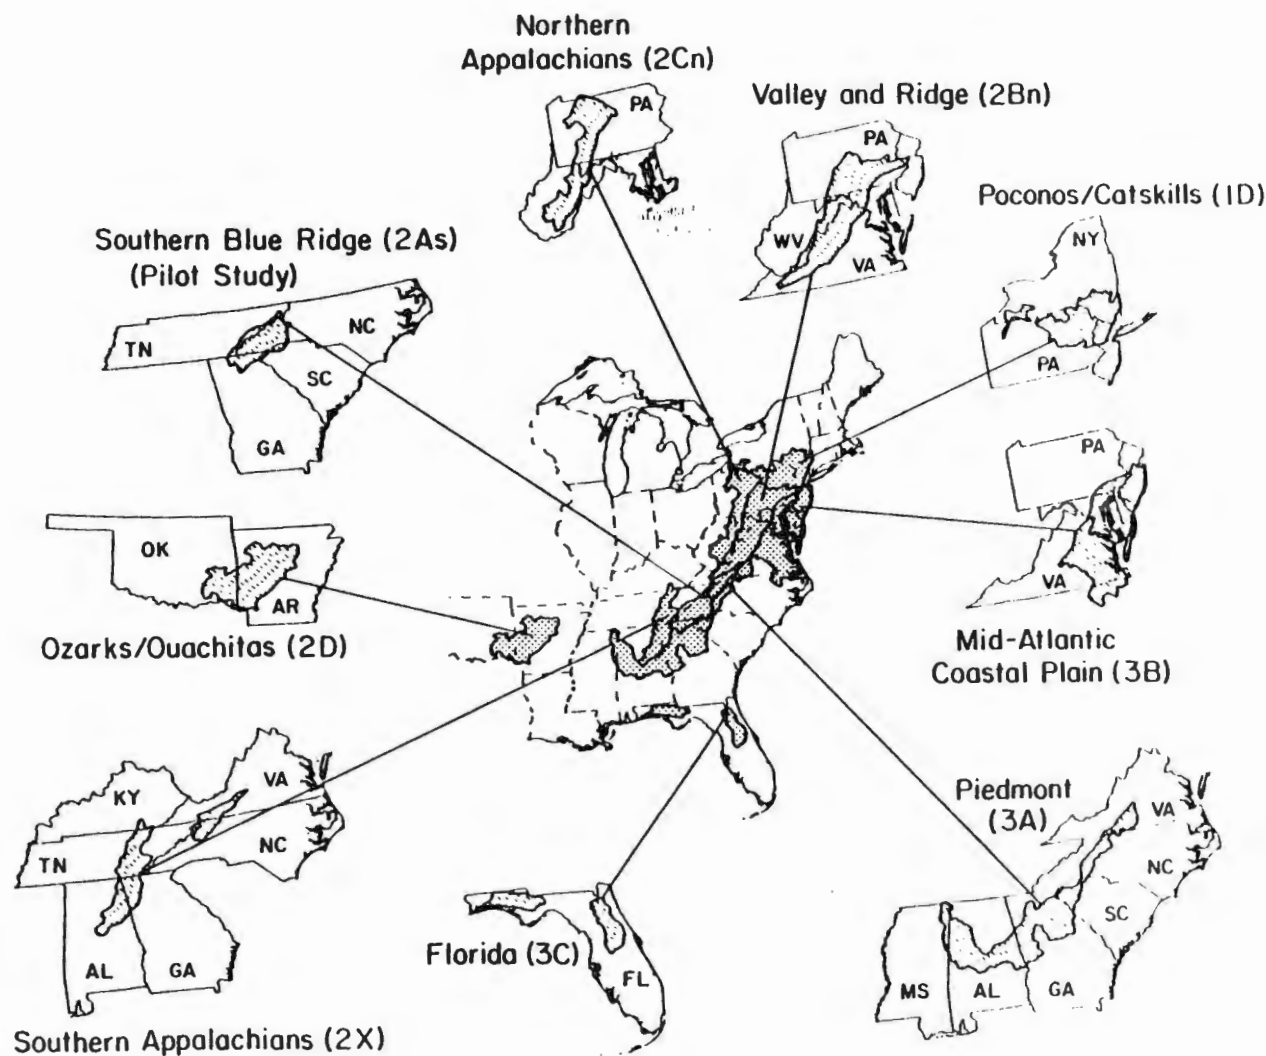 Northern
Appalachians (2Cn)
PA
Valley and Ridge (2Bn)
PA
WV
VA
Poconos/Catskills (1D)
NY
PA
Southern Blue Ridge (2As)
(Pilot Study)
TN
NC
SC
GA
PA
VA
Mid-Atlantic
Coastal Plain (3B)
OK
AR
Ozarks/Ouachitas (2D)
KY
VA
TN
NC
AL
GA
Southern Appalachians (2X)
Florida (3C)
FL
Piedmont
(3A)
VA
NC
SC
MS
AL
GA